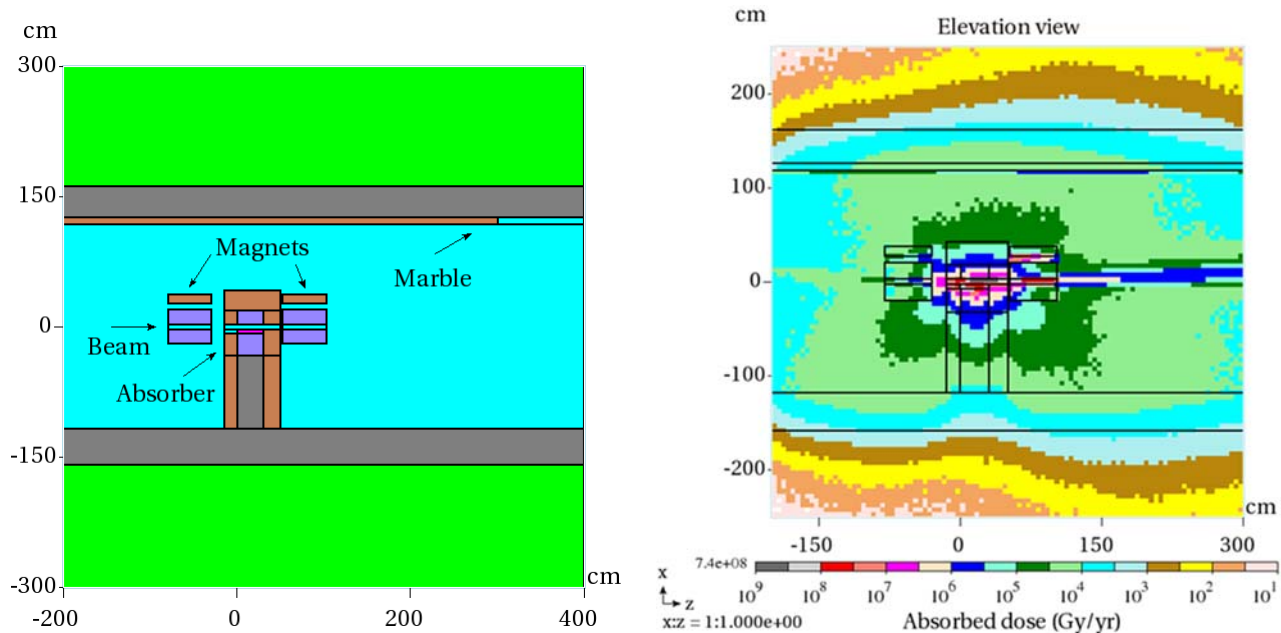 cm
300
150
0
-150
-300
Magnets
Marble
Beam
Absorber
cm
-200
0
200
400
cm
Elevation view
200
100
0
-100
-200
cm
-150
0
150
300
7.4e+08
10⁹ 10⁸ 10⁷ 10⁶ 10⁵ 10⁴ 10³ 10² 10¹
x
z
x:z = 1:1.000e+00
Absorbed dose (Gy/yr)